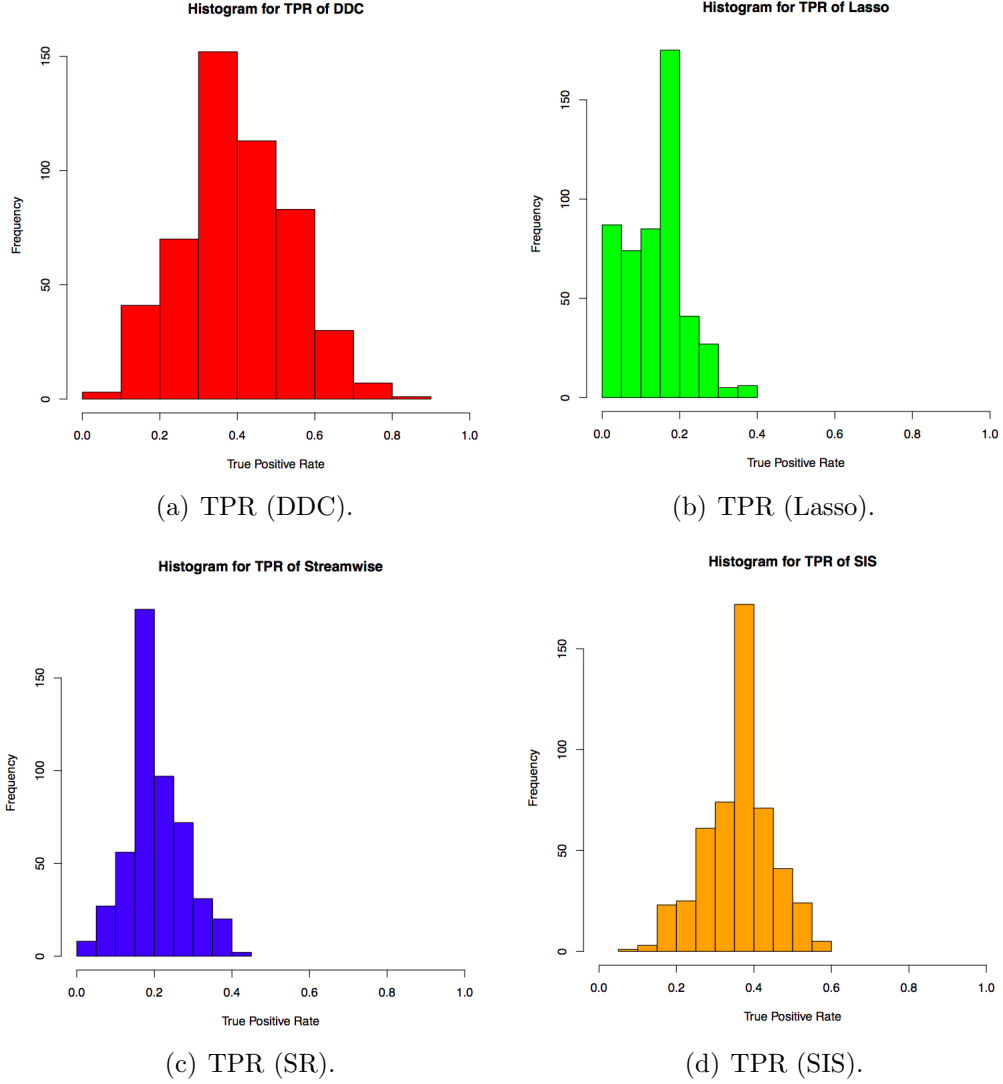 Histogram for TPR of DDC
Frequency
0
50
100
150
0.0 0.2 0.4 0.6 0.8 1.0
True Positive Rate
(a) TPR (DDC).
Histogram for TPR of Lasso
Frequency
0
50
100
150
0.0 0.2 0.4 0.6 0.8 1.0
True Positive Rate
(b) TPR (Lasso).
Histogram for TPR of Streamwise
Frequency
0
50
100
150
0.0 0.2 0.4 0.6 0.8 1.0
True Positive Rate
(c) TPR (SR).
Histogram for TPR of SIS
Frequency
0
50
100
150
0.0 0.2 0.4 0.6 0.8 1.0
True Positive Rate
(d) TPR (SIS).